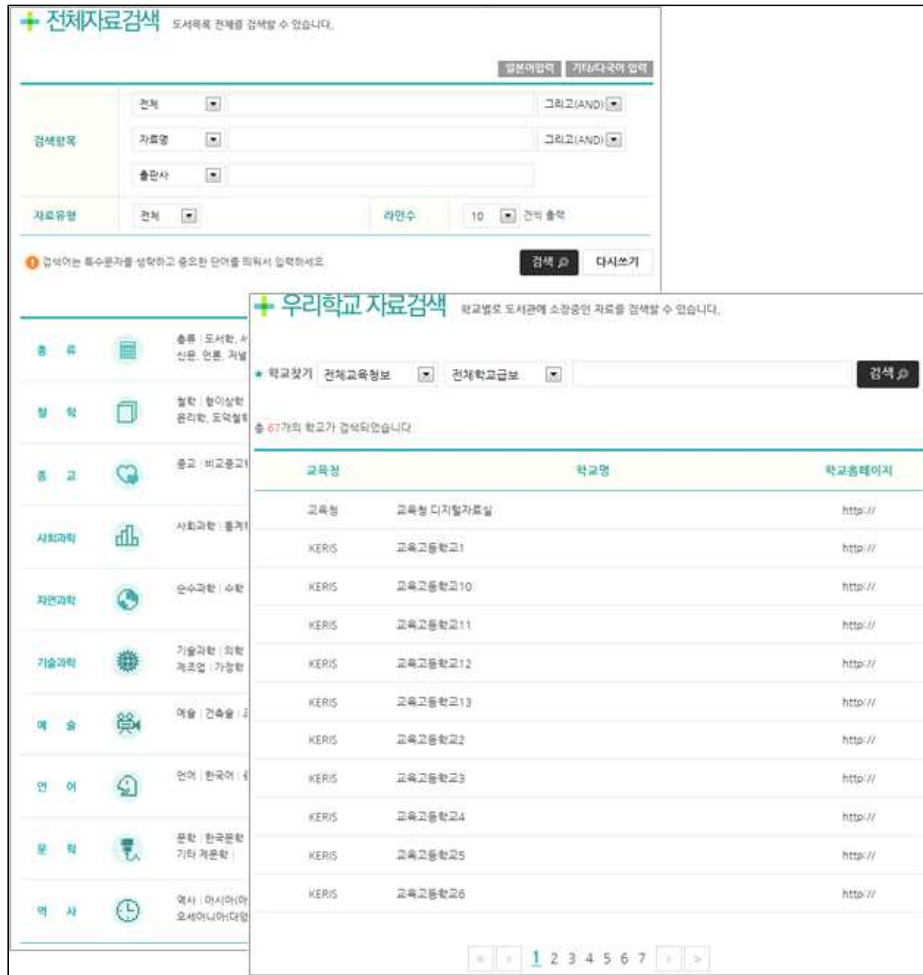 전체자료검색 도서목록 전체를 검색할 수 있습니다.
일본어입력 기타/다국어 입력
검색항목
전체 그리고(AND)
자료명 그리고(AND)
출판사
자료유형 전체 라인수 10 건씩 출력
검색어는 특수문자를 생략하고 중요한 단어를 띄워서 입력하세요
검색 다시쓰기
총 류
총류 | 도서학, 서
신문, 언론, 저널
철 학
철학 | 형이상학
윤리학, 도덕철학
종 교
종교 | 비교종교
사회과학
사회과학 | 통계
자연과학
순수과학 | 수학
기술과학
기술과학 | 의학
제조업 | 가정학
예 술
예술 | 건축술 |
언 어
언어 | 한국어 |
문 학
문학 | 한국문학
기타 제문학 |
역 사
역사 | 아시아(아
오세아니아(대양
우리학교 자료검색 학교별로 도서관에 소장중인 자료를 검색할 수 있습니다.
★ 학교찾기 전체교육청보 전체학교급보 검색
총 67개의 학교가 검색되었습니다.
교육청 학교명 학교홈페이지
교육청 교육청 디지털자료실 http://
KERIS 교육고등학교1 http://
KERIS 교육고등학교10 http://
KERIS 교육고등학교11 http://
KERIS 교육고등학교12 http://
KERIS 교육고등학교13 http://
KERIS 교육고등학교2 http://
KERIS 교육고등학교3 http://
KERIS 교육고등학교4 http://
KERIS 교육고등학교5 http://
KERIS 교육고등학교6 http://
« < 1 2 3 4 5 6 7 > >